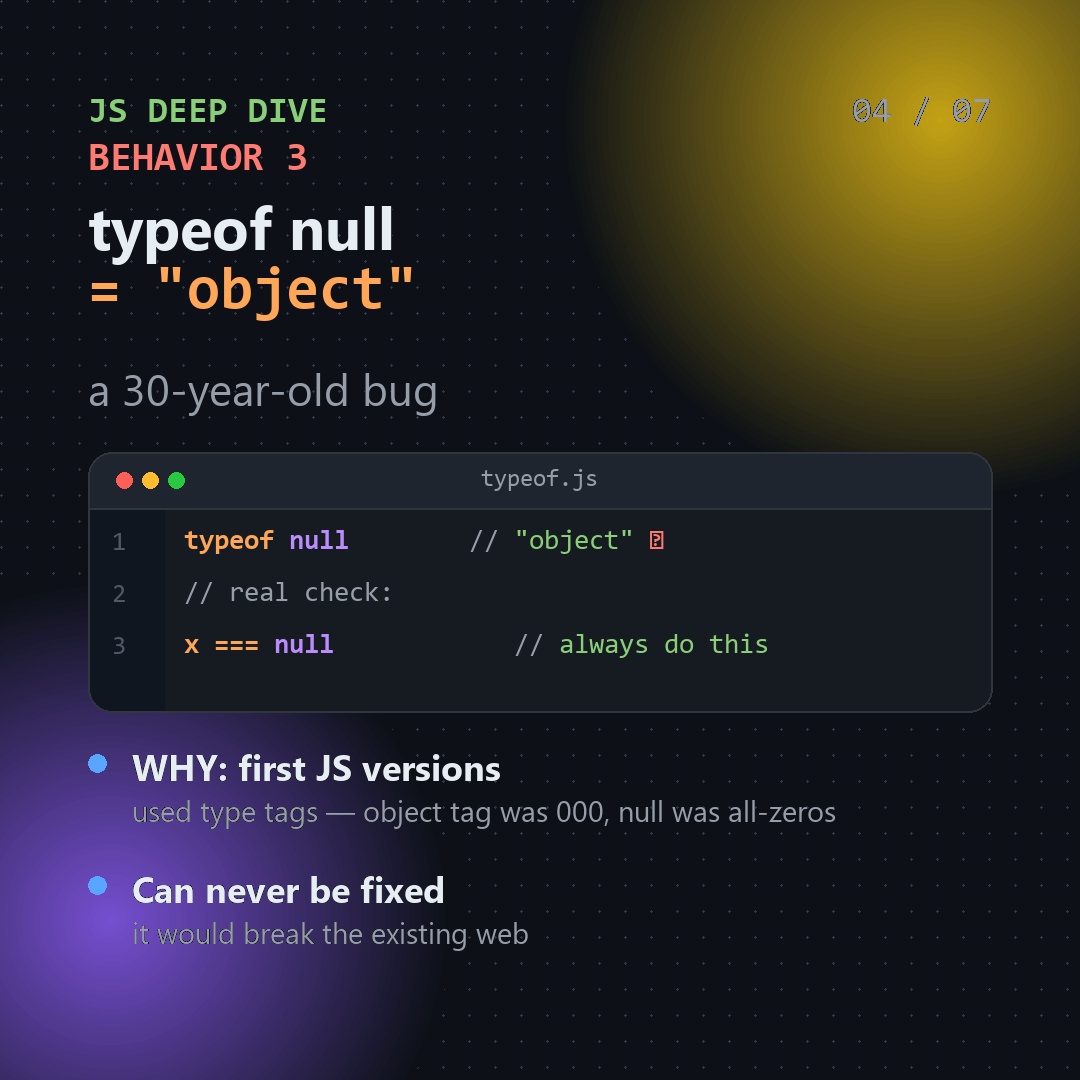 JS DEEP DIVE
04 / 07
BEHAVIOR 3
typeof null
= "object"
a 30-year-old bug
typeof.js
1 typeof null // "object" 
2 // real check:
3 x === null // always do this
WHY: first JS versions
used type tags — object tag was 000, null was all-zeros
Can never be fixed
it would break the existing web